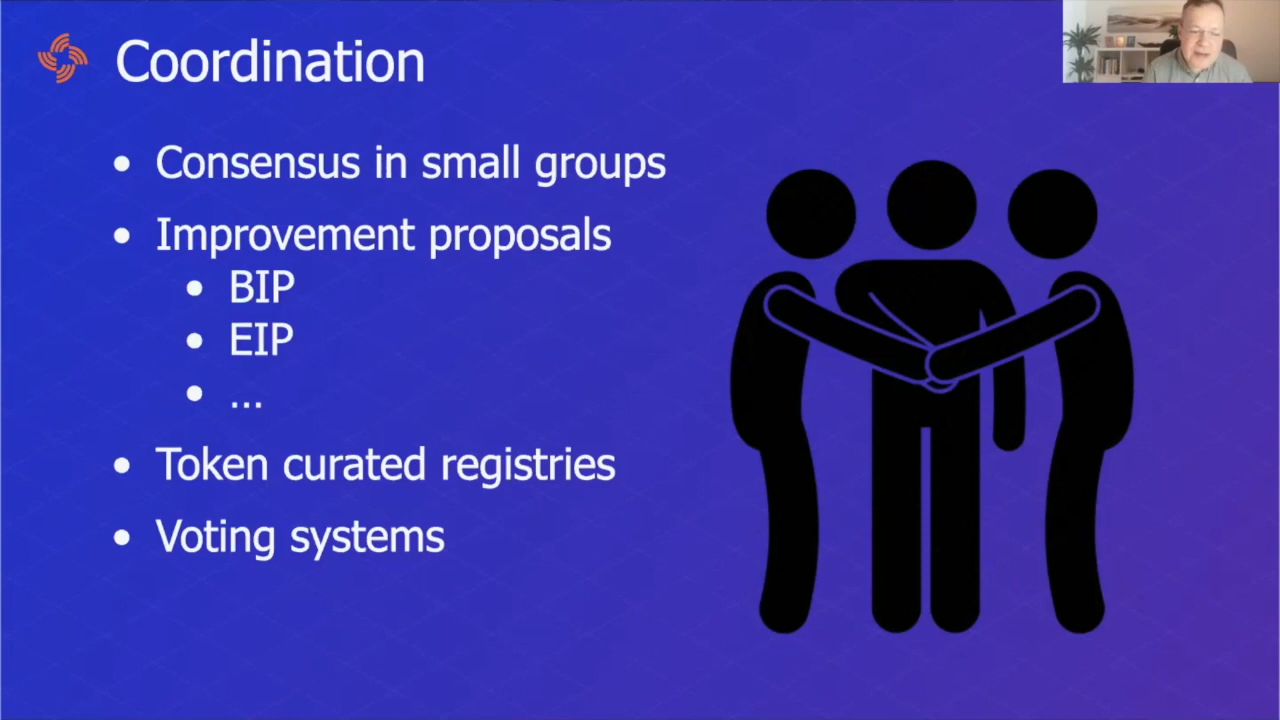 Coordination
• Consensus in small groups
• Improvement proposals
• BIP
• EIP
• ...
• Token curated registries
• Voting systems